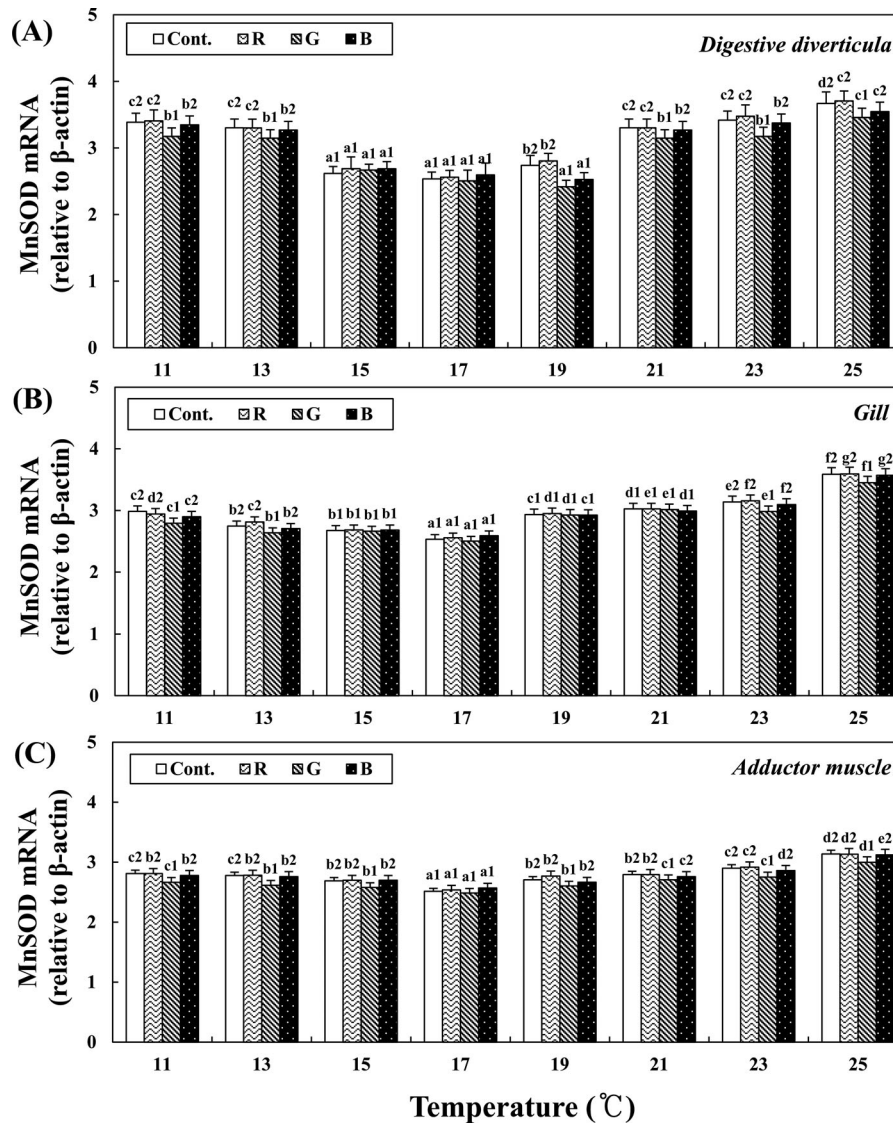 (A)
Cont. R G B
Digestive diverticula
MnSOD mRNA
(relative to β-actin)
5
4
3
2
1
0
c2 c2 b1 b2
c2 c2 b1 b2
a1 a1 a1 a1
a1 a1 a1 a1
b2 b2 a1 a1
c2 c2 b1 b2
c2 c2 b1 b2
d2 c2 c1 b2
11 13 15 17 19 21 23 25
(B)
Cont. R G B
Gill
MnSOD mRNA
(relative to β-actin)
5
4
3
2
1
0
c2 d2 c1 c2
b2 c2 b1 b2
b1 b1 b1 b1
a1 a1 a1 a1
c1 d1 d1 c1
d1 e1 e1 d1
e2 f2 e1 f2
f2 g2 f1 g2
11 13 15 17 19 21 23 25
(C)
Cont. R G B
Adductor muscle
MnSOD mRNA
(relative to β-actin)
5
4
3
2
1
0
c2 b2 c1 b2
c2 b2 b1 b2
b2 b2 b1 b2
a1 a1 a1 a1
b2 b2 b1 b2
b2 b2 c1 c2
c2 c2 c1 d2
d2 d2 d1 e2
11 13 15 17 19 21 23 25
Temperature (℃)